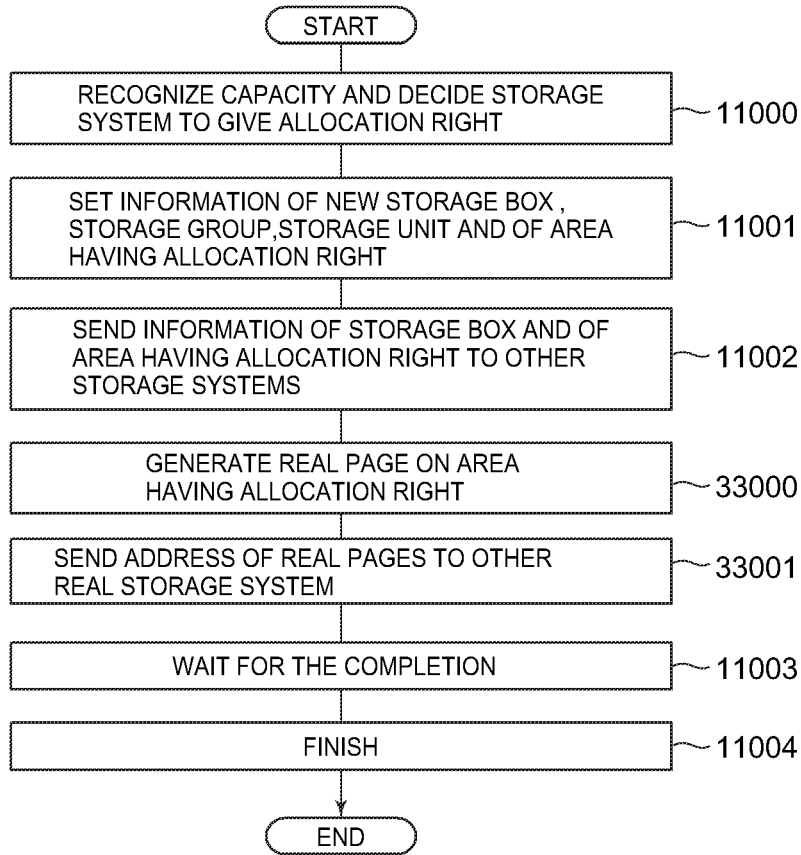 START
RECOGNIZE CAPACITY AND DECIDE STORAGE
SYSTEM TO GIVE ALLOCATION RIGHT
11000
SET INFORMATION OF NEW STORAGE BOX ,
STORAGE GROUP,STORAGE UNIT AND OF AREA
HAVING ALLOCATION RIGHT
11001
SEND INFORMATION OF STORAGE BOX AND OF
AREA HAVING ALLOCATION RIGHT TO OTHER
STORAGE SYSTEMS
11002
GENERATE REAL PAGE ON AREA
HAVING ALLOCATION RIGHT
33000
SEND ADDRESS OF REAL PAGES TO OTHER
REAL STORAGE SYSTEM
33001
WAIT FOR THE COMPLETION
11003
FINISH
11004
END